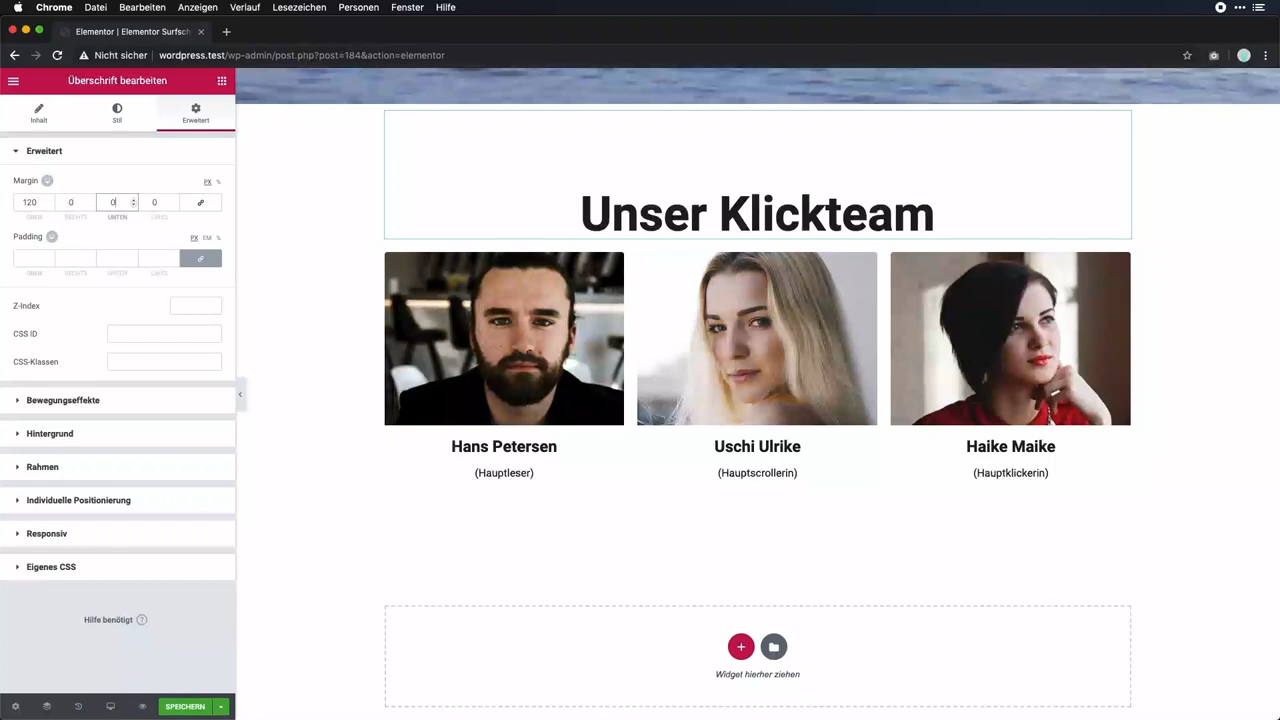 Chrome Ablage Bearbeiten Anzeigen Verlauf Lesezeichen Personen Fenster Hilfe
Elementor | Elementor Surfsch
Nicht sicher wordpress.test/wp-admin/post.php?post=184&action=elementor
Überschrift bearbeiten
Inhalt Stil Erweitert
Erweitert
Margin PX %
120 0 0 0
OBEN RECHTS UNTEN LINKS
Padding PX EM %
OBEN RECHTS UNTEN LINKS
Z-Index
CSS ID
CSS-Klassen
Bewegungseffekte
Hintergrund
Rahmen
Individuelle Positionierung
Responsiv
Eigenes CSS
Hilfe benötigt ?
SPEICHERN
Unser Klickteam
Hans Petersen
(Hauptleser)
Uschi Ulrike
(Hauptscrollerin)
Haike Maike
(Hauptklickerin)
Widget hierher ziehen